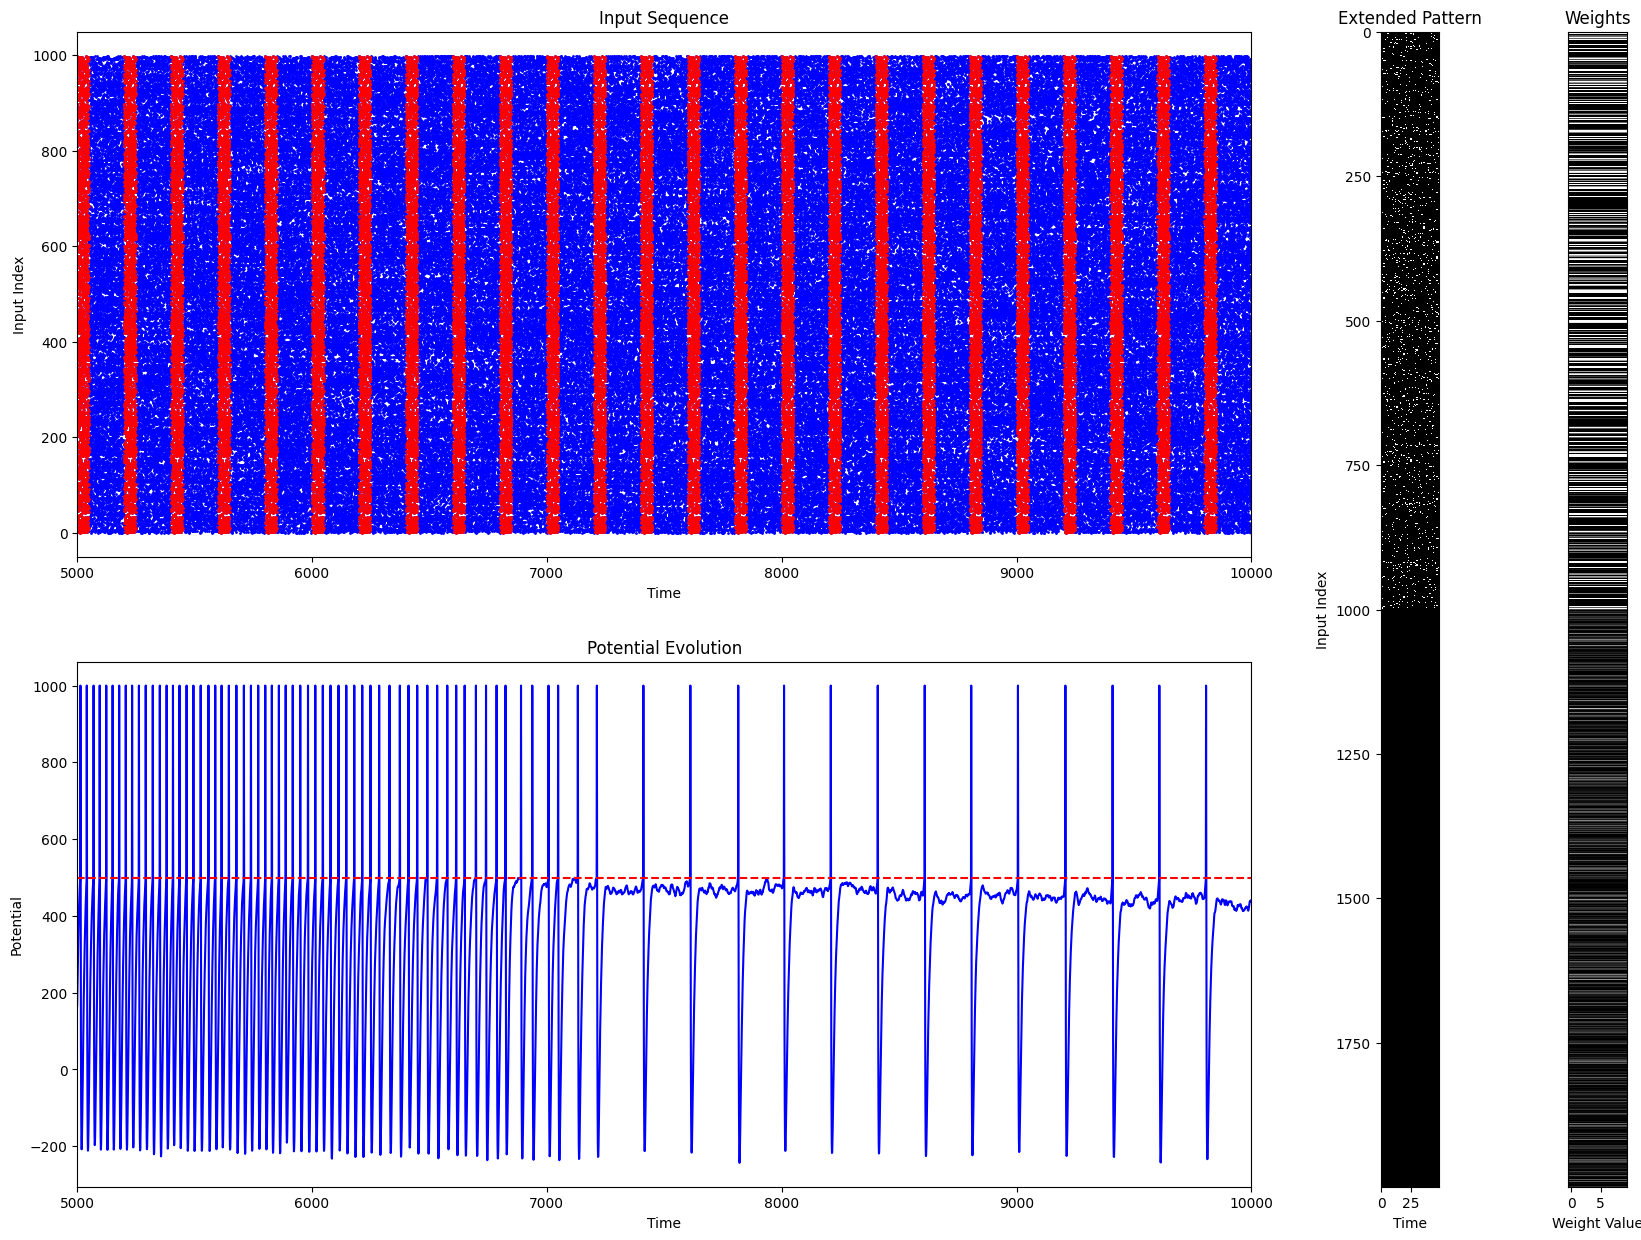 Input Sequence
Input Index
1000
800
600
400
200
0
5000 6000 7000 8000 9000 10000
Time
Potential Evolution
Potential
1000
800
600
400
200
0
−200
5000 6000 7000 8000 9000 10000
Time
Extended Pattern
Input Index
0
250
500
750
1000
1250
1500
1750
0 25
Time
Weights
0 5
Weight Value